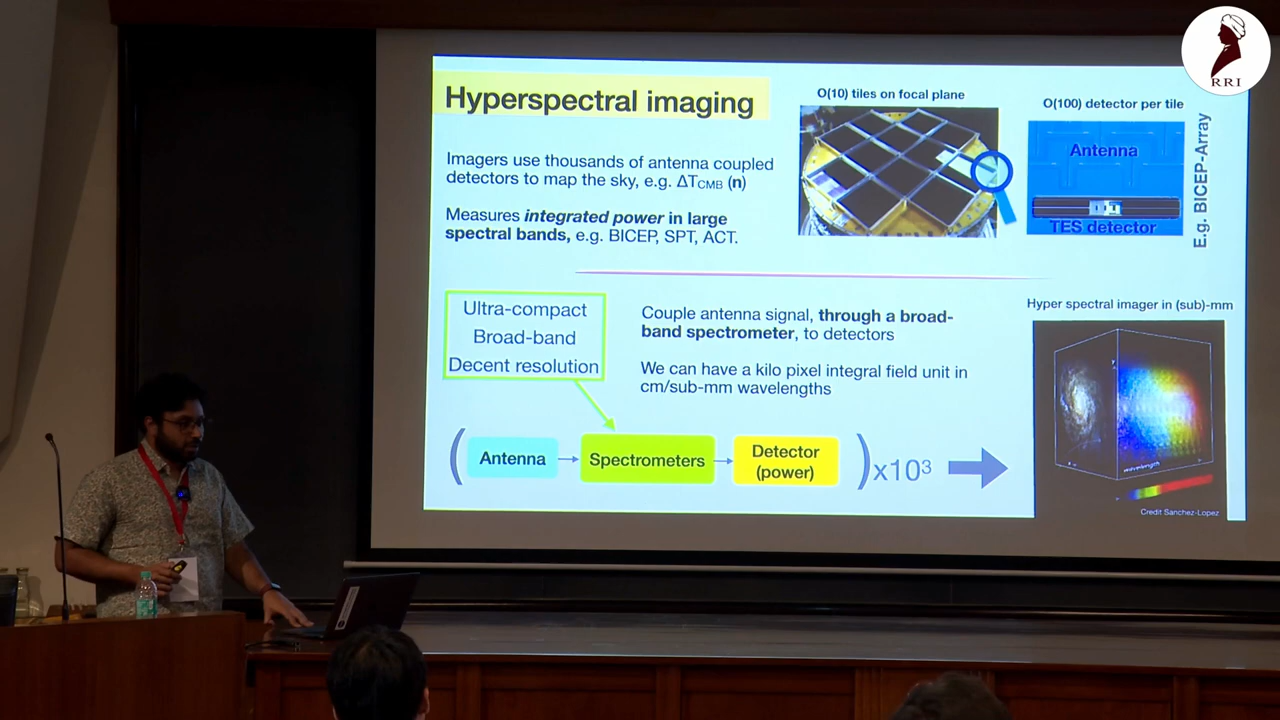 RRI
Hyperspectral imaging
Imagers use thousands of antenna coupled
detectors to map the sky, e.g. ΔTCMB (n)
Measures integrated power in large
spectral bands, e.g. BICEP, SPT, ACT.
O(10) tiles on focal plane
O(100) detector per tile
Antenna
TES detector
E.g. BICEP-Array
Ultra-compact
Broad-band
Decent resolution
Couple antenna signal, through a broad-
band spectrometer, to detectors
We can have a kilo pixel integral field unit in
cm/sub-mm wavelengths
Hyper spectral imager in (sub)-mm
wavelength
Credit Sanchez-Lopez
( Antenna Spectrometers Detector
(power) ) x10³